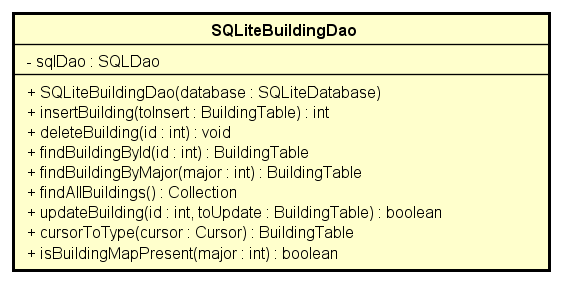 SQLiteBuildingDao
- sqlDao : SQLDao
+ SQLiteBuildingDao(database : SQLiteDatabase)
+ insertBuilding(toInsert : BuildingTable) : int
+ deleteBuilding(id : int) : void
+ findBuildingById(id : int) : BuildingTable
+ findBuildingByMajor(major : int) : BuildingTable
+ findAllBuildings() : Collection
+ updateBuilding(id : int, toUpdate : BuildingTable) : boolean
+ cursorToType(cursor : Cursor) : BuildingTable
+ isBuildingMapPresent(major : int) : boolean